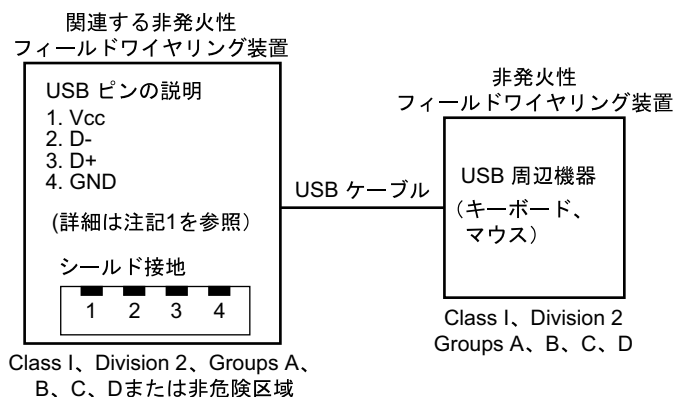 関連する非発火性
フィールドワイヤリング装置
USB ピンの説明
1. Vcc
2. D-
3. D+
4. GND
(詳細は注記1を参照）
シールド接地
1 2 3 4
Class I、Division 2、Groups A、
B、C、Dまたは非危険区域
USB ケーブル
非発火性
フィールドワイヤリング装置
USB 周辺機器
（キーボード、
マウス）
Class I、Division 2
Groups A、B、C、D